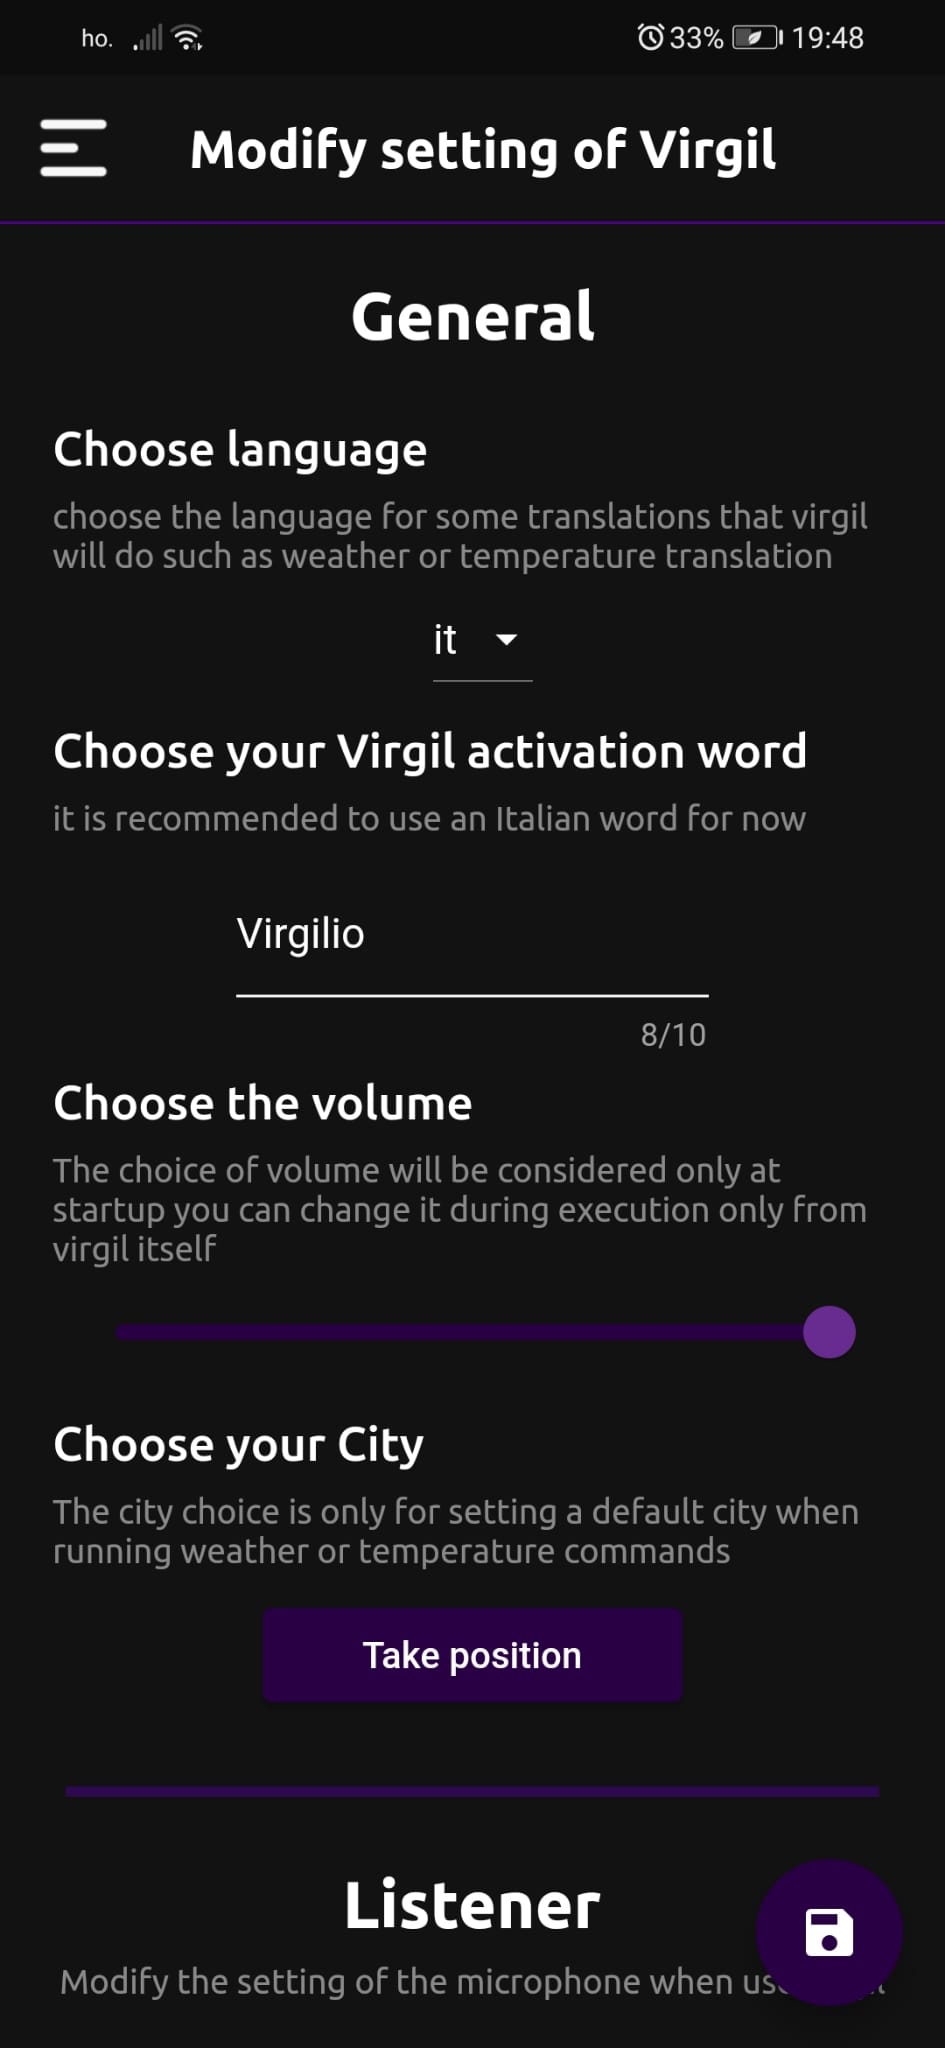 ho. 33% 19:48
Modify setting of Virgil
General
Choose language
choose the language for some translations that virgil
will do such as weather or temperature translation
it
Choose your Virgil activation word
it is recommended to use an Italian word for now
Virgilio
8/10
Choose the volume
The choice of volume will be considered only at
startup you can change it during execution only from
virgil itself
Choose your City
The city choice is only for setting a default city when
running weather or temperature commands
Take position
Listener
Modify the setting of the microphone when